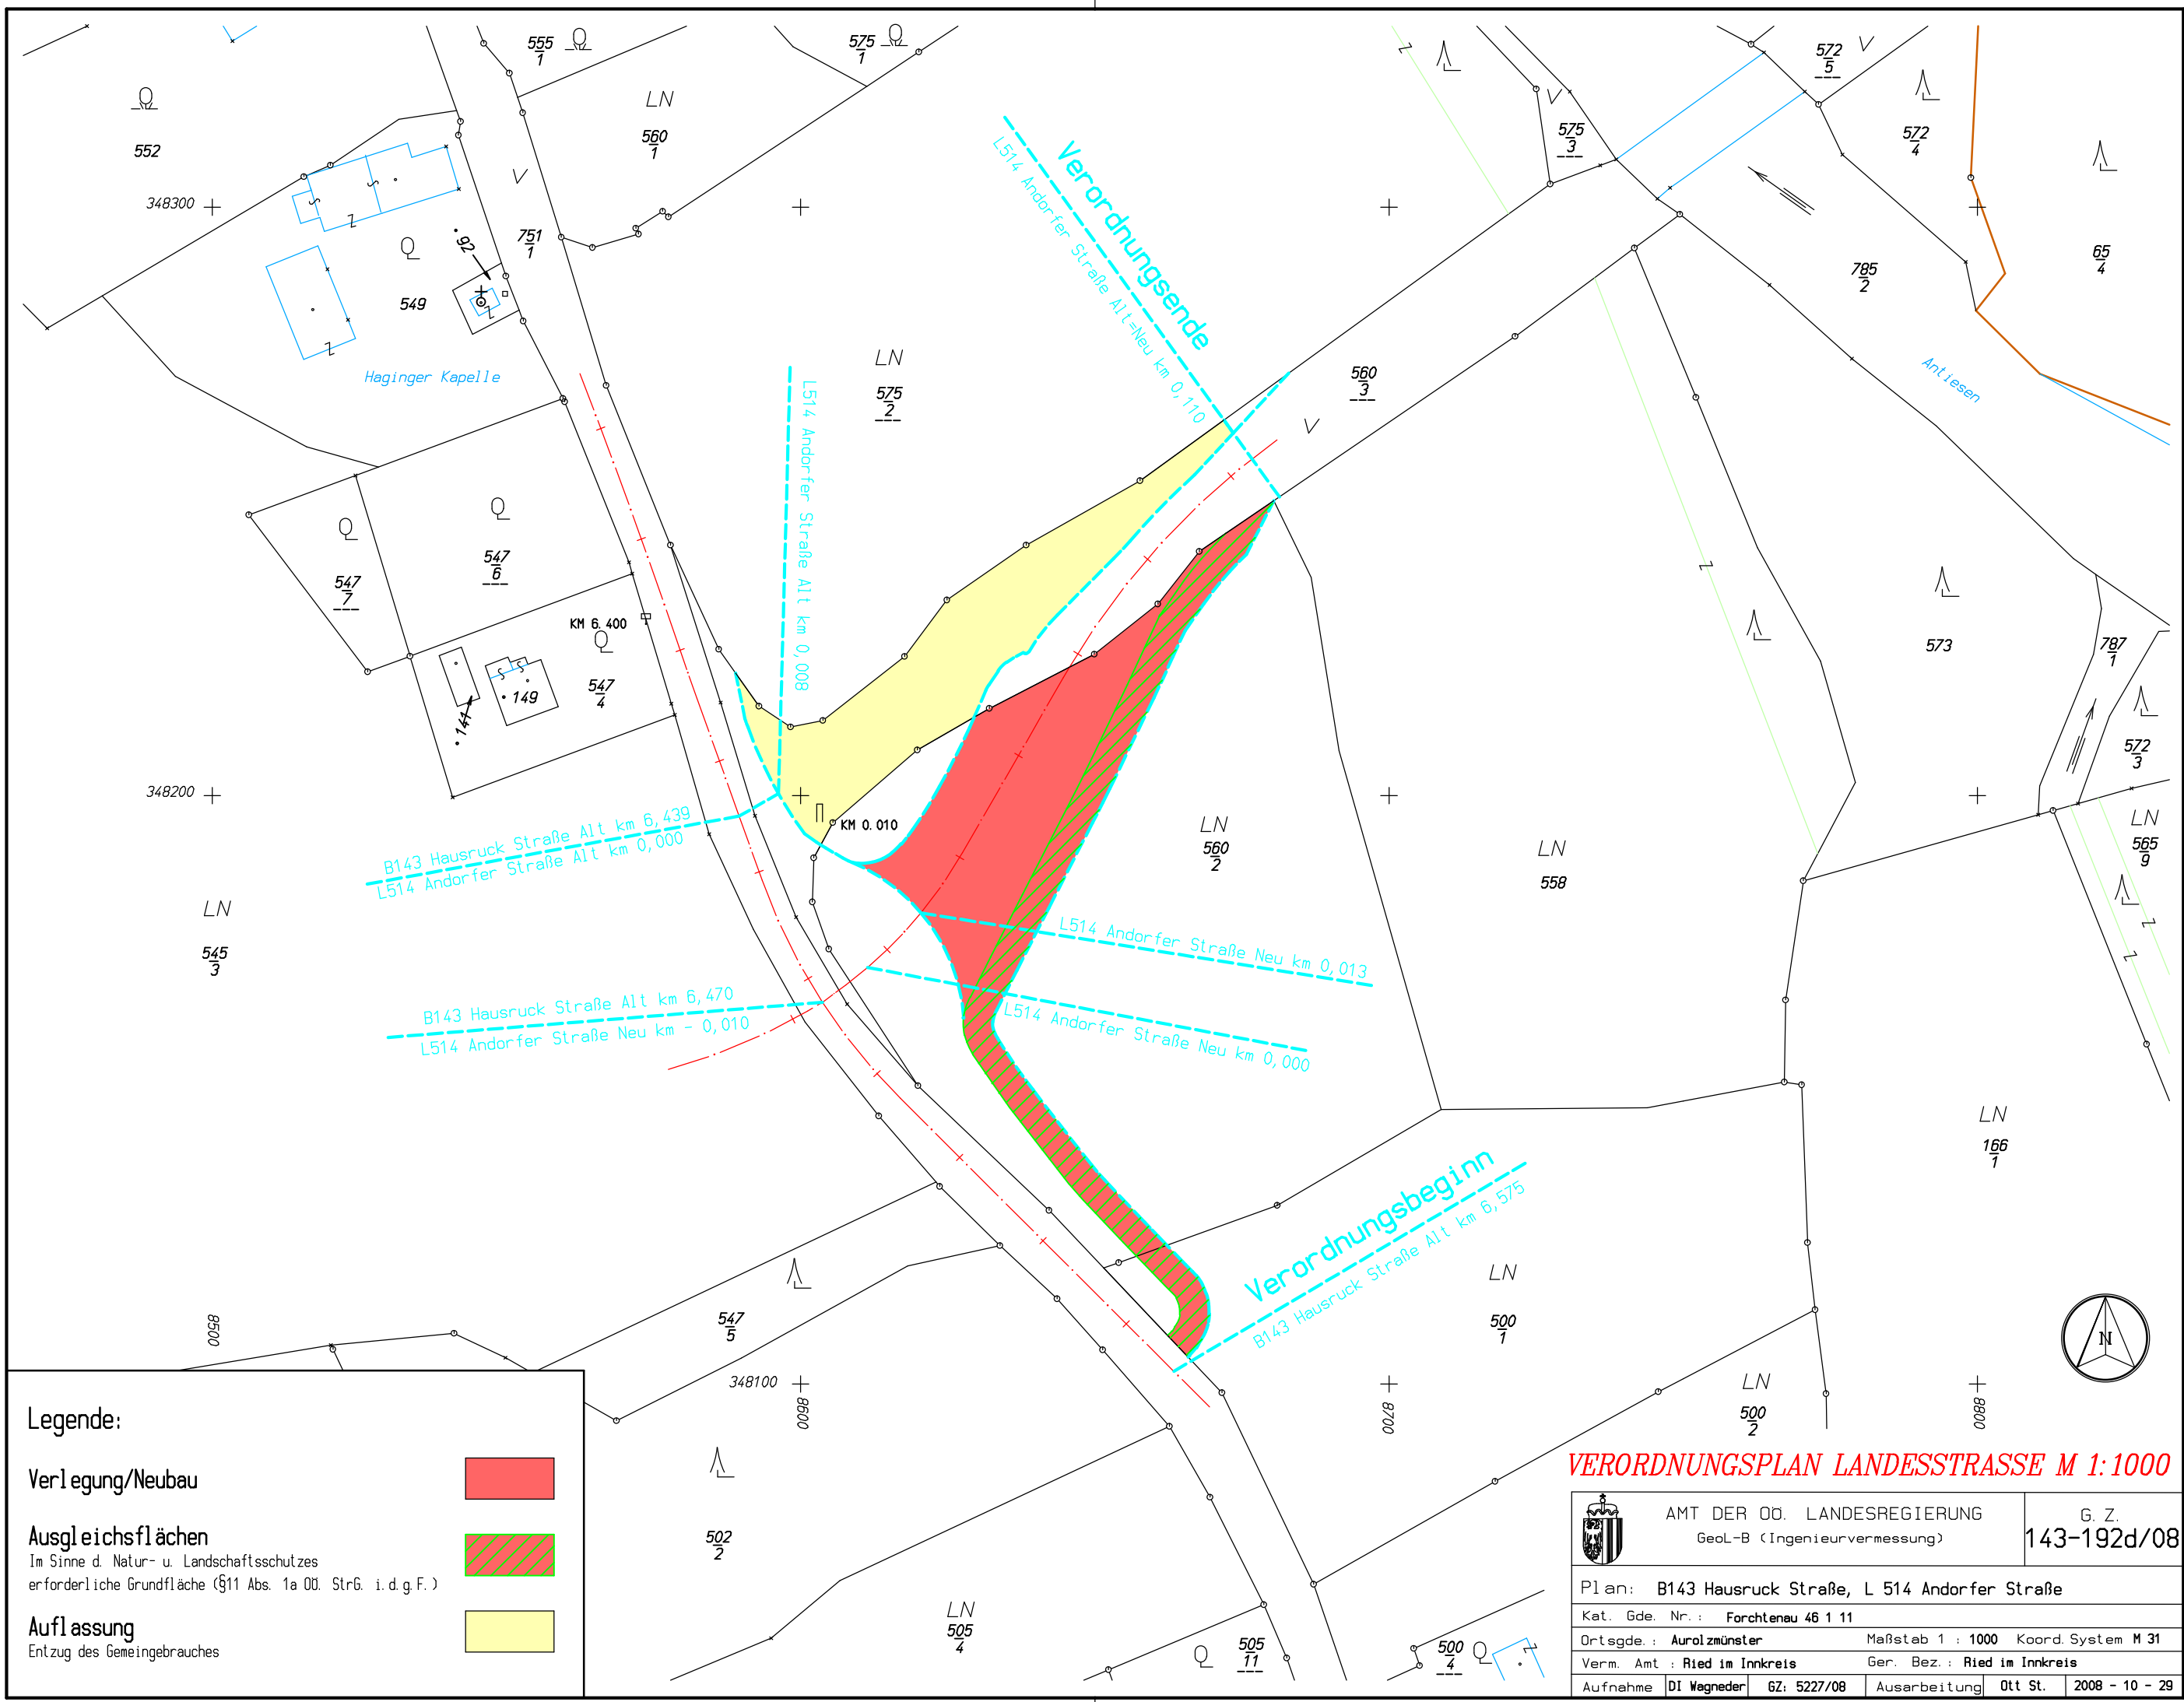 555
1
575
1
572
5
LN
560
1
552
575
3
572
4
348300
92
751
1
549
785
2
65
4
Verordnungsende
L514 Andorfer Straße Alt=Neu km 0,110
Haginger Kapelle
LN
575
2
560
3
Antiesen
L514 Andorfer Straße Alt km 0,008
547
6
547
7
KM 6.400
547
4
149
141
573
787
1
572
3
348200
KM 0.010
B143 Hausruck Straße Alt km 6,439
L514 Andorfer Straße Alt km 0,000
LN
560
2
LN
558
LN
565
9
LN
545
3
L514 Andorfer Straße Neu km 0,013
B143 Hausruck Straße Alt km 6,470
L514 Andorfer Straße Neu km - 0,010
L514 Andorfer Straße Neu km 0,000
LN
166
1
Verordnungsbeginn
B143 Hausruck Straße Alt km 6,575
547
5
LN
500
1
8500
348100
8600
8700
8800
LN
500
2
N
502
2
LN
505
4
505
11
500
4
Legende:
Verlegung/Neubau
Ausgleichsflächen
Im Sinne d. Natur- u. Landschaftsschutzes
erforderliche Grundfläche (§11 Abs. 1a OÖ. StrG. i.d.g.F.)
Auflassung
Entzug des Gemeingebrauches
VERORDNUNGSPLAN LANDESSTRASSE M 1:1000
AMT DER OÖ. LANDESREGIERUNG
GeoL-B (Ingenieurvermessung)
G. Z.
143-192d/08
Plan: B143 Hausruck Straße, L 514 Andorfer Straße
Kat. Gde. Nr.: Forchtenau 46 1 11
Ortsgde.: Aurolzmünster Maßstab 1 : 1000 Koord.System M 31
Verm. Amt : Ried im Innkreis Ger. Bez.: Ried im Innkreis
Aufnahme DI Wagneder GZ: 5227/08 Ausarbeitung Ott St. 2008 - 10 - 29